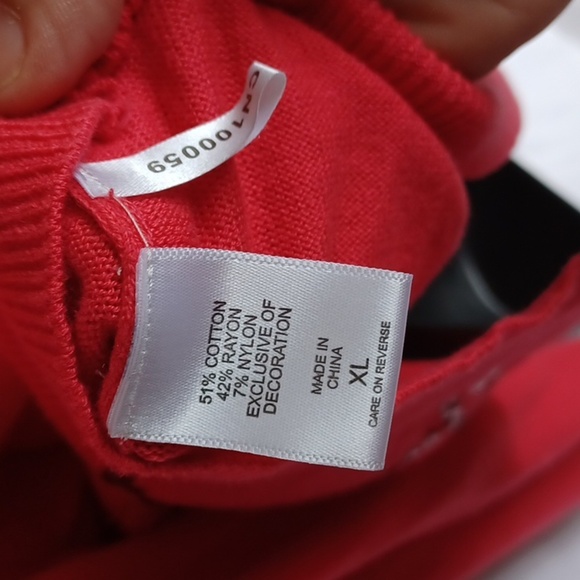 CN100059
51% COTTON
42% RAYON
7% NYLON
EXCLUSIVE OF
DECORATION
MADE IN
CHINA
XL
CARE ON REVERSE